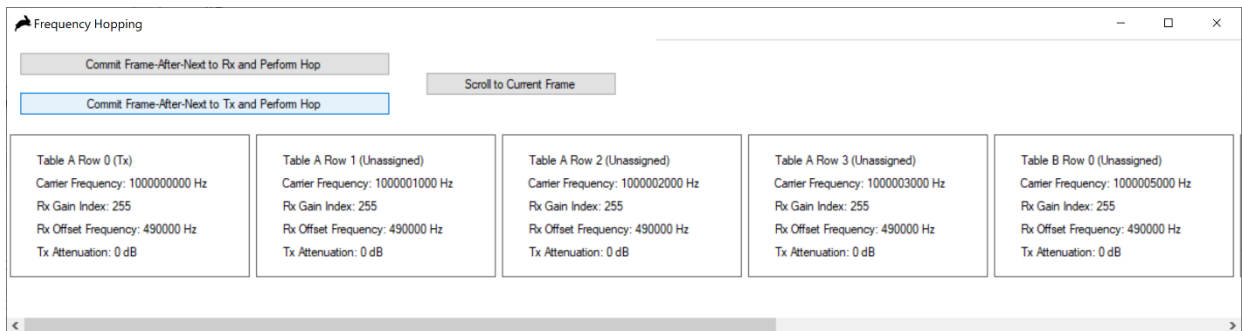 Frequency Hopping
Commit Frame-After-Next to Rx and Perform Hop
Scroll to Current Frame
Commit Frame-After-Next to Tx and Perform Hop
Table A Row 0 (Tx)
Carrier Frequency: 1000000000 Hz
Rx Gain Index: 255
Rx Offset Frequency: 490000 Hz
Tx Attenuation: 0 dB
Table A Row 1 (Unassigned)
Carrier Frequency: 1000001000 Hz
Rx Gain Index: 255
Rx Offset Frequency: 490000 Hz
Tx Attenuation: 0 dB
Table A Row 2 (Unassigned)
Carrier Frequency: 1000002000 Hz
Rx Gain Index: 255
Rx Offset Frequency: 490000 Hz
Tx Attenuation: 0 dB
Table A Row 3 (Unassigned)
Carrier Frequency: 1000003000 Hz
Rx Gain Index: 255
Rx Offset Frequency: 490000 Hz
Tx Attenuation: 0 dB
Table B Row 0 (Unassigned)
Carrier Frequency: 1000005000 Hz
Rx Gain Index: 255
Rx Offset Frequency: 490000 Hz
Tx Attenuation: 0 dB